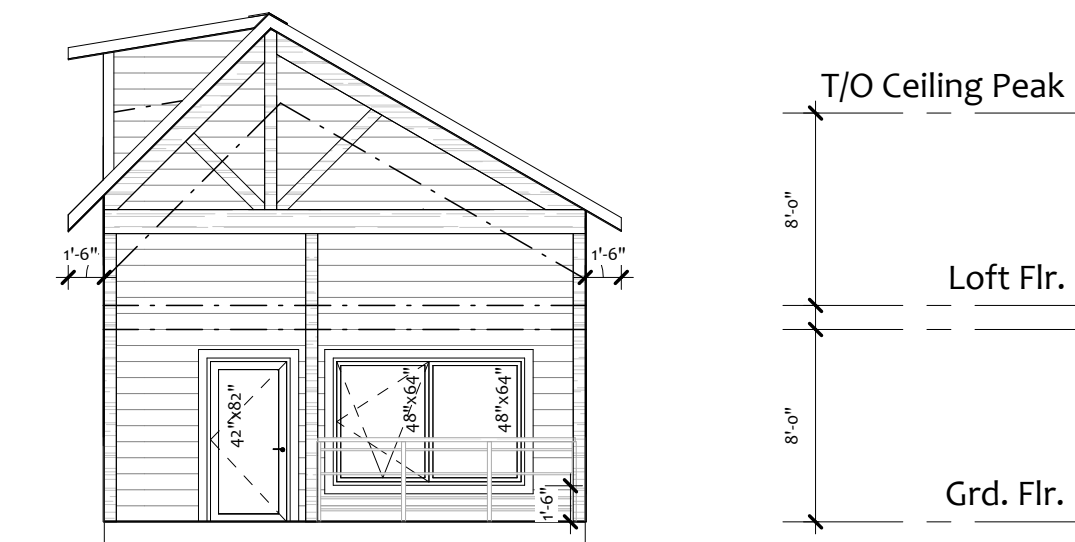 T/O Ceiling Peak
8'-0"
1'-6"
1'-6"
Loft Flr.
42"x82"
48"x64"
48"x64"
8'-0"
1'-6"
Grd. Flr.